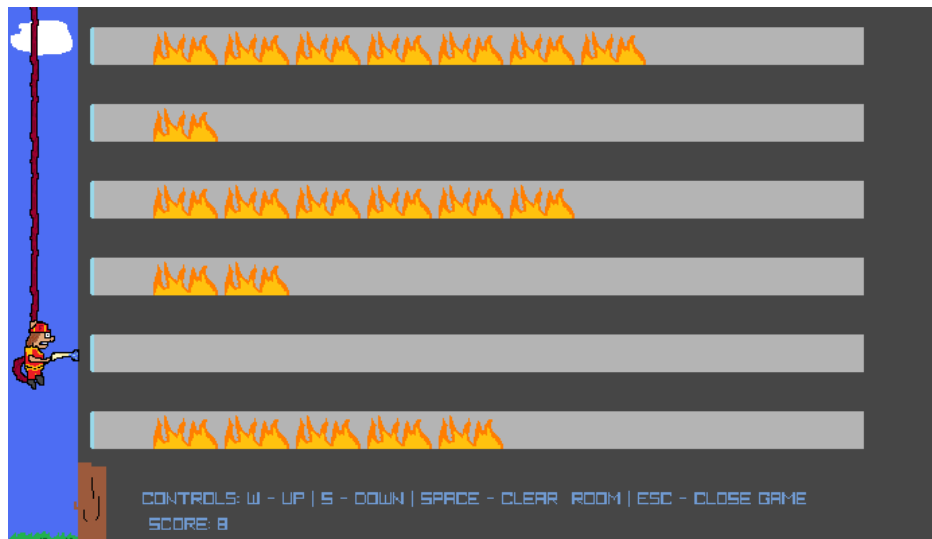 CONTROLS: W - UP | S - DOWN | SPACE - CLEAR ROOM | ESC - CLOSE GAME
SCORE: 8